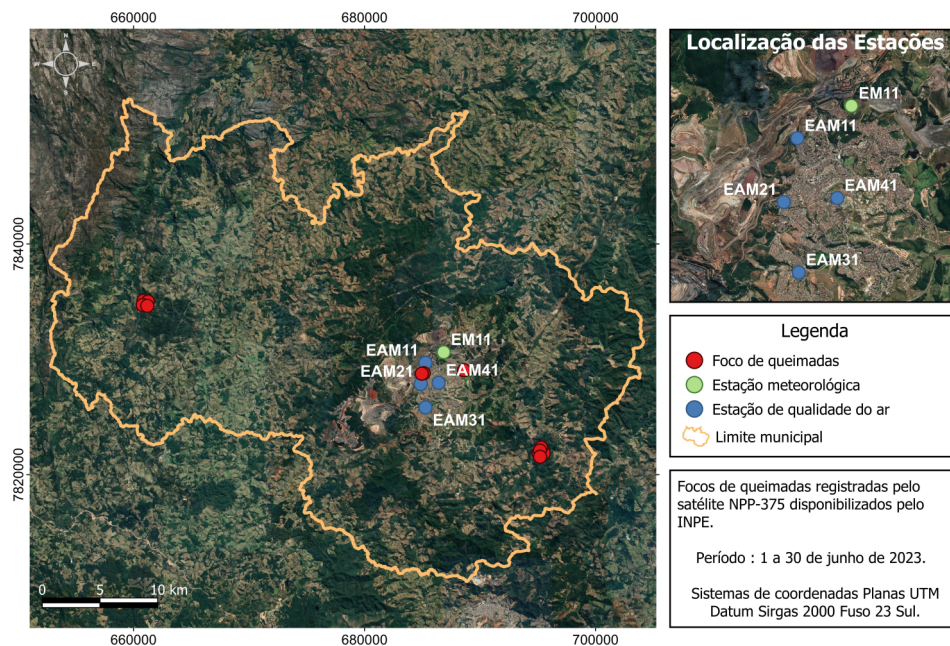 660000
680000
700000
N
W
E
S
7840000
7820000
EM11
EAM11
EAM21
EAM41
EAM31
0
5
10 km
660000
680000
700000
Localização das Estações
EM11
EAM11
EAM21
EAM41
EAM31
Legenda
Foco de queimadas
Estação meteorológica
Estação de qualidade do ar
Limite municipal
Focos de queimadas registradas pelo
satélite NPP-375 disponibilizados pelo
INPE.
Período : 1 a 30 de junho de 2023.
Sistemas de coordenadas Planas UTM
Datum Sirgas 2000 Fuso 23 Sul.